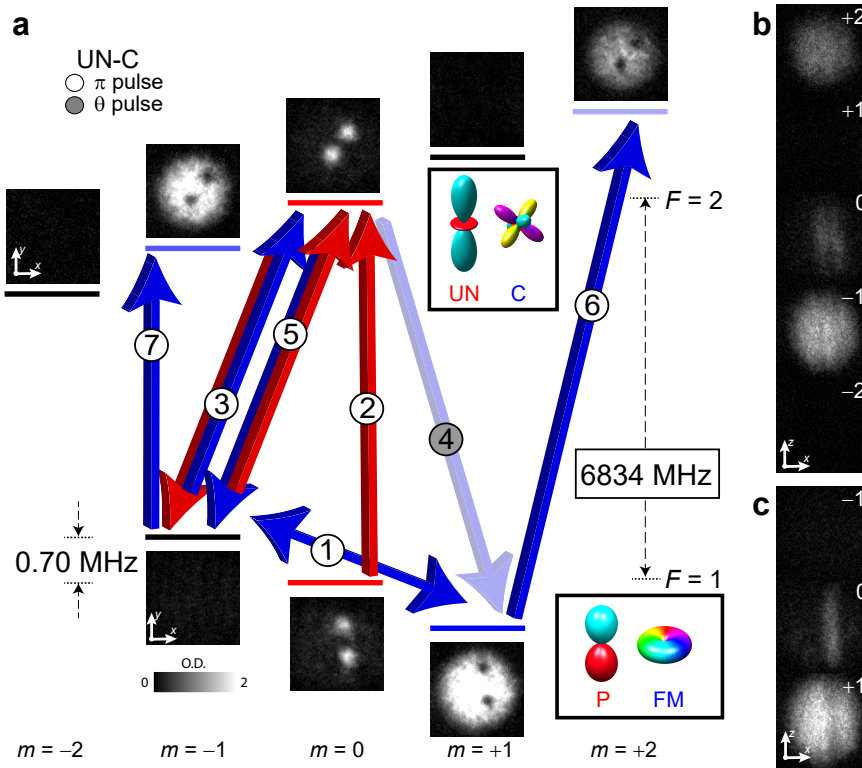 a
UN-C
π pulse
θ pulse
b
+2
+1
0
−1
−2
z
x
F = 2
UN
C
y
x
7
3
5
2
4
6
1
6834 MHz
0.70 MHz
F = 1
y
x
O.D.
0
2
P
FM
c
−1
0
+1
z
x
m = −2
m = −1
m = 0
m = +1
m = +2